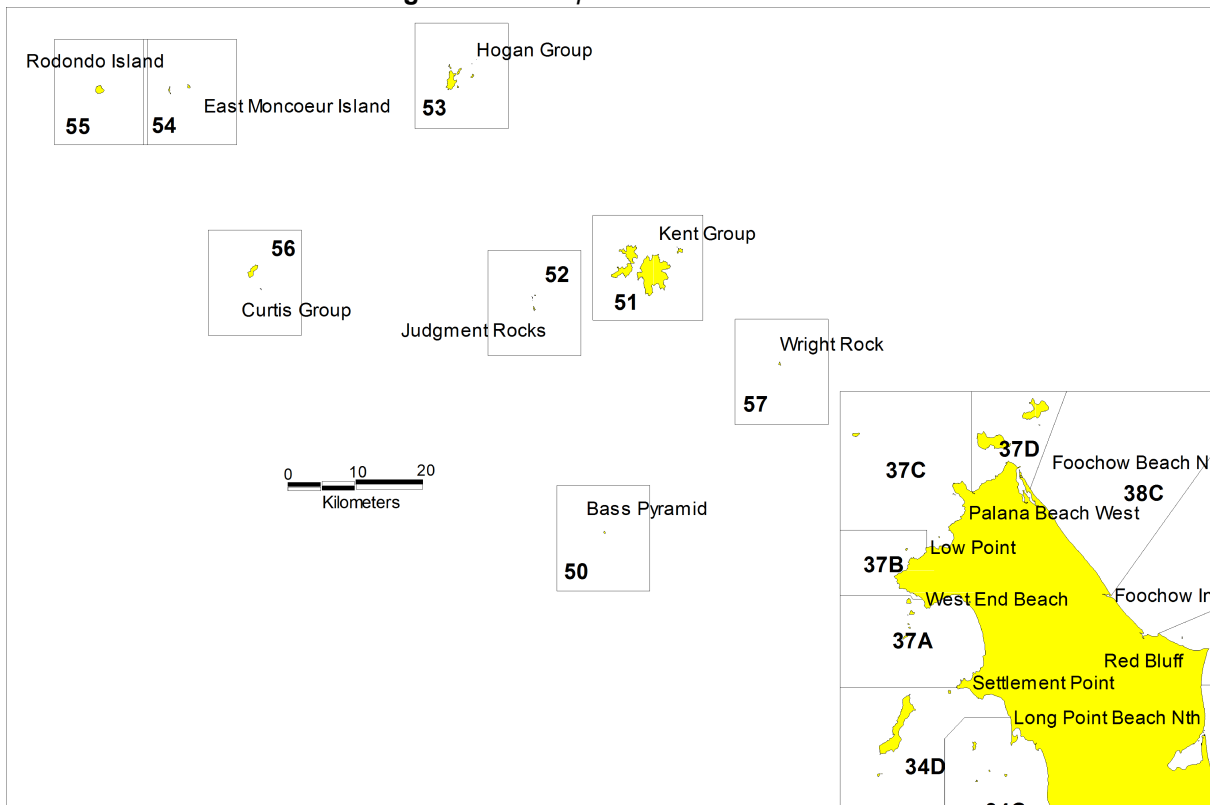 Hogan Group
Rodondo Island
East Moncoeur Island
53
55
54
Kent Group
56
52
51
Curtis Group
Judgment Rocks
Wright Rock
57
37D
37C
Foochow Beach N
0 10 20
Kilometers
38C
Bass Pyramid
Palana Beach West
Low Point
37B
50
West End Beach
Foochow In
37A
Red Bluff
Settlement Point
Long Point Beach Nth
34D